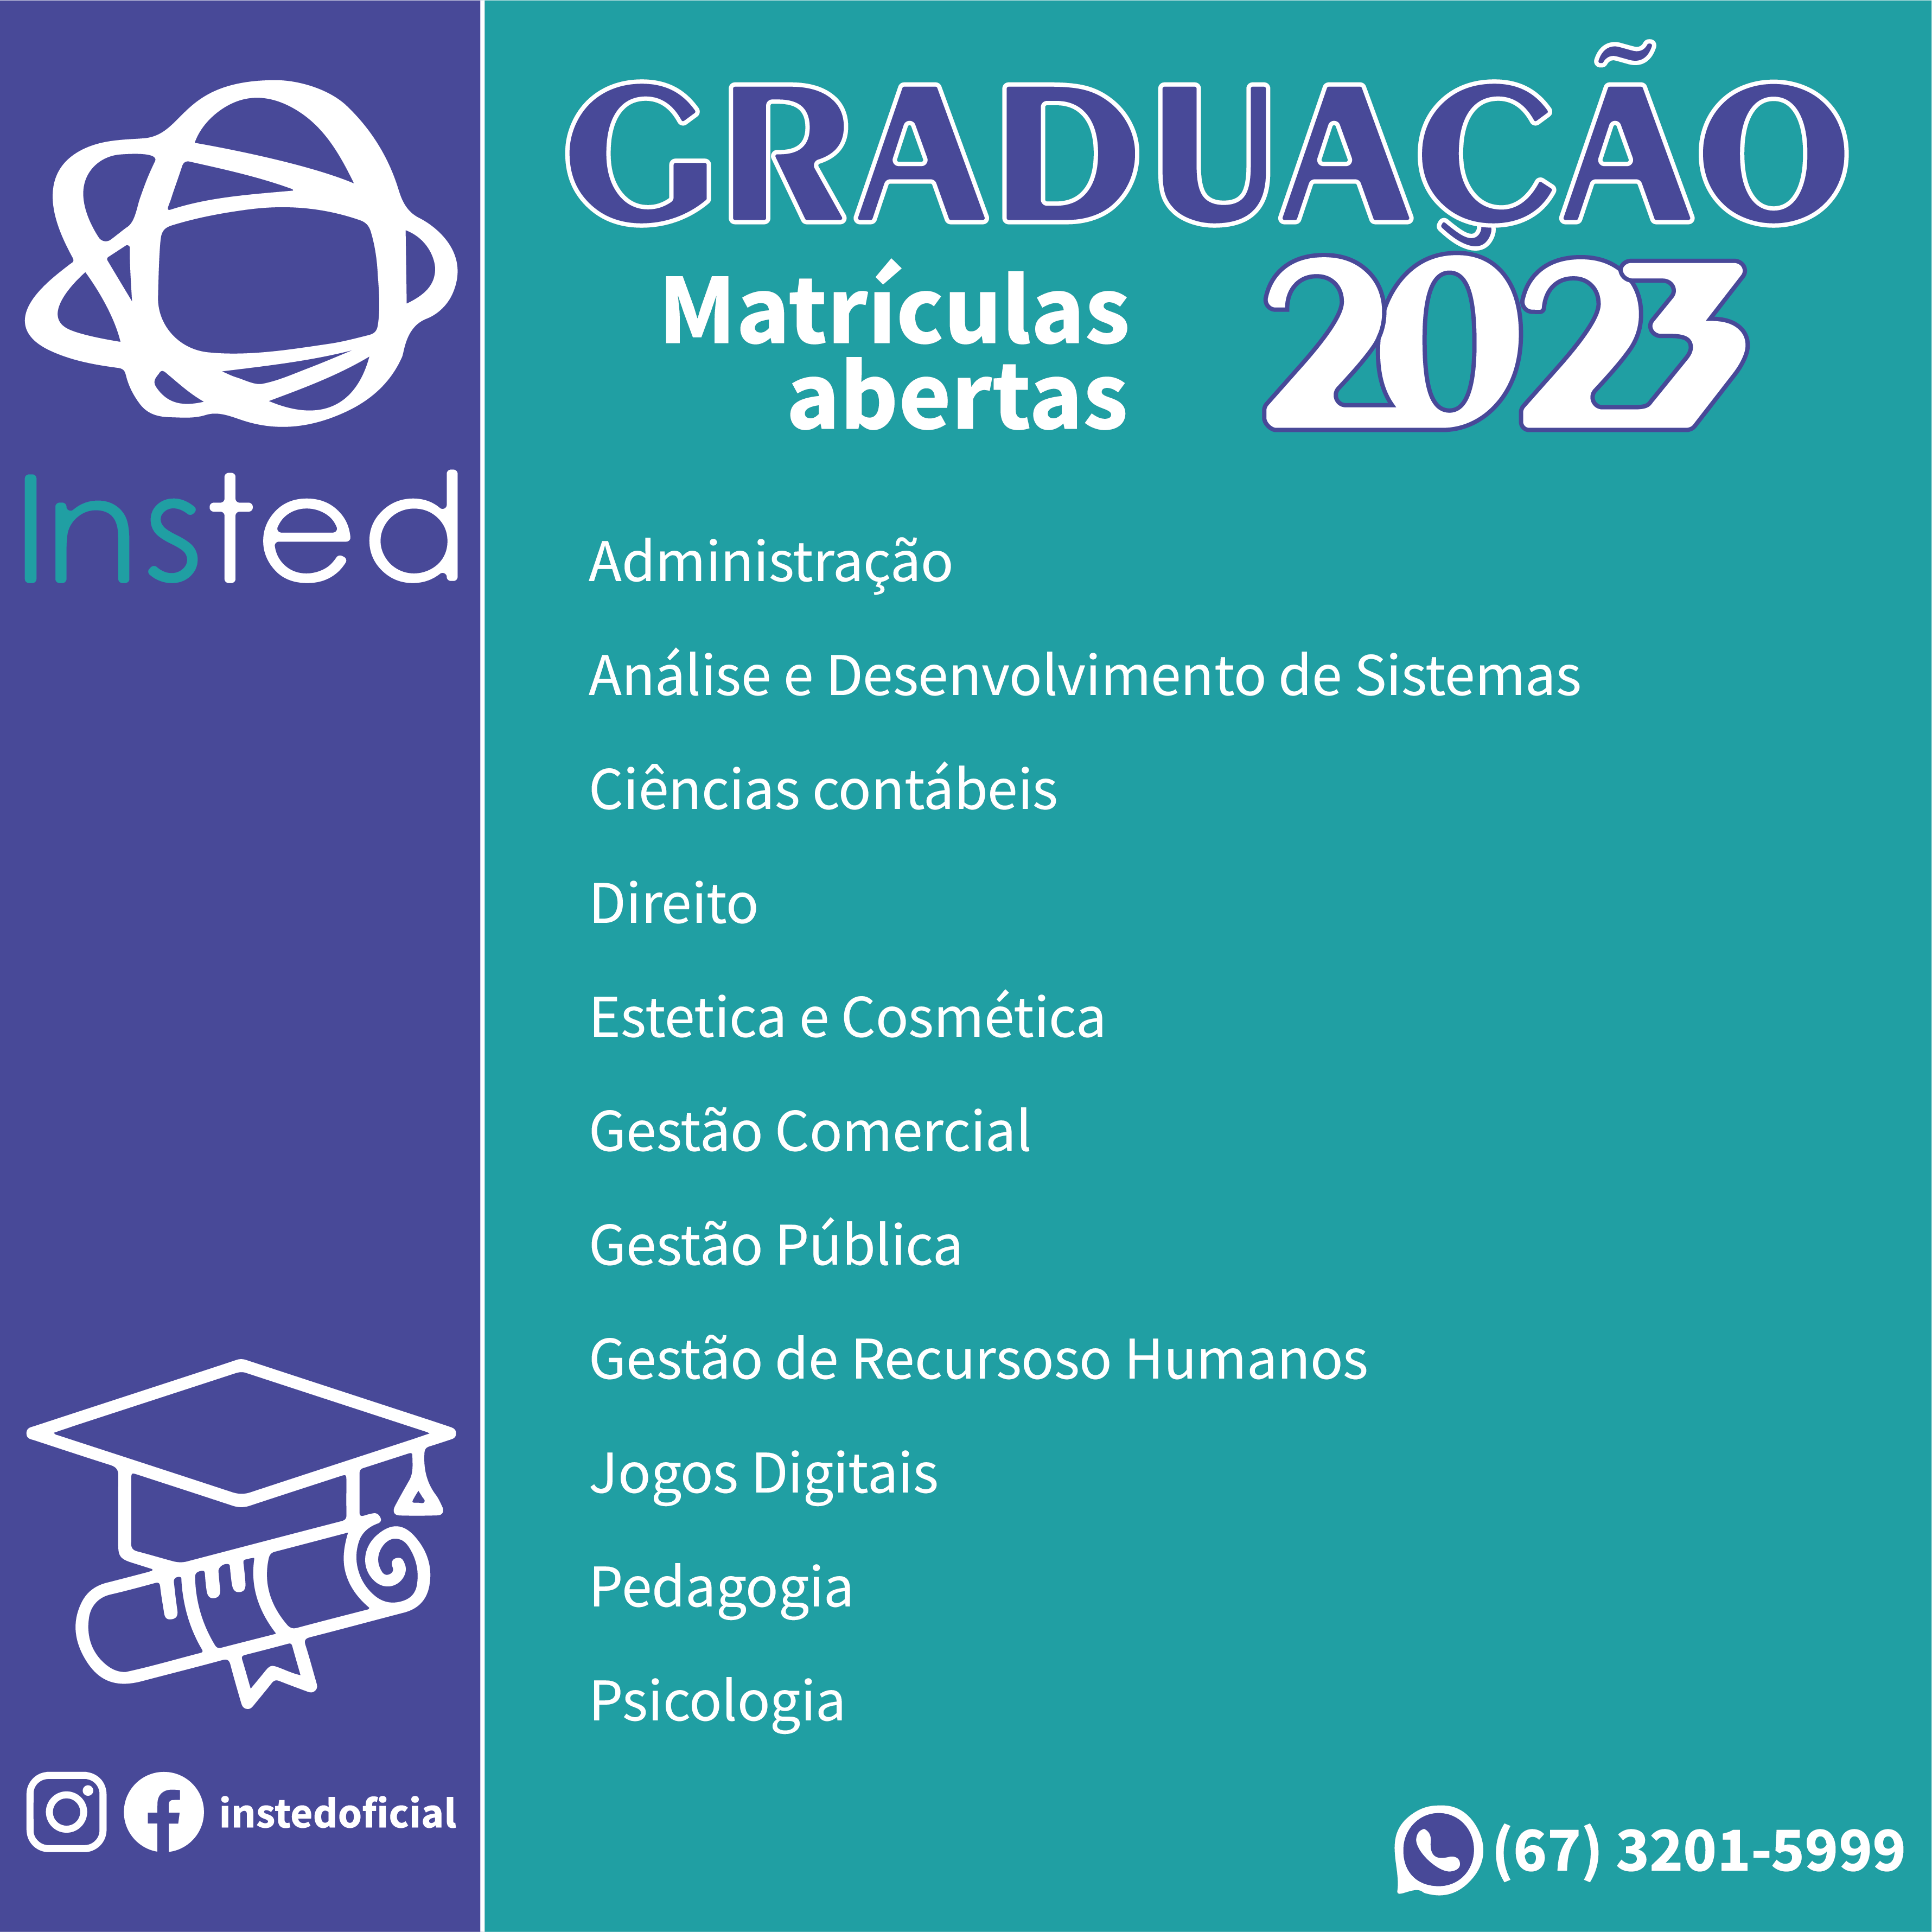 Insted
GRADUAÇÃO
Matrículas
abertas
2023
Administração
Análise e Desenvolvimento de Sistemas
Ciências contábeis
Direito
Estetica e Cosmética
Gestão Comercial
Gestão Pública
Gestão de Recursoso Humanos
Jogos Digitais
Pedagogia
Psicologia
instedoficial
(67) 3201-5999